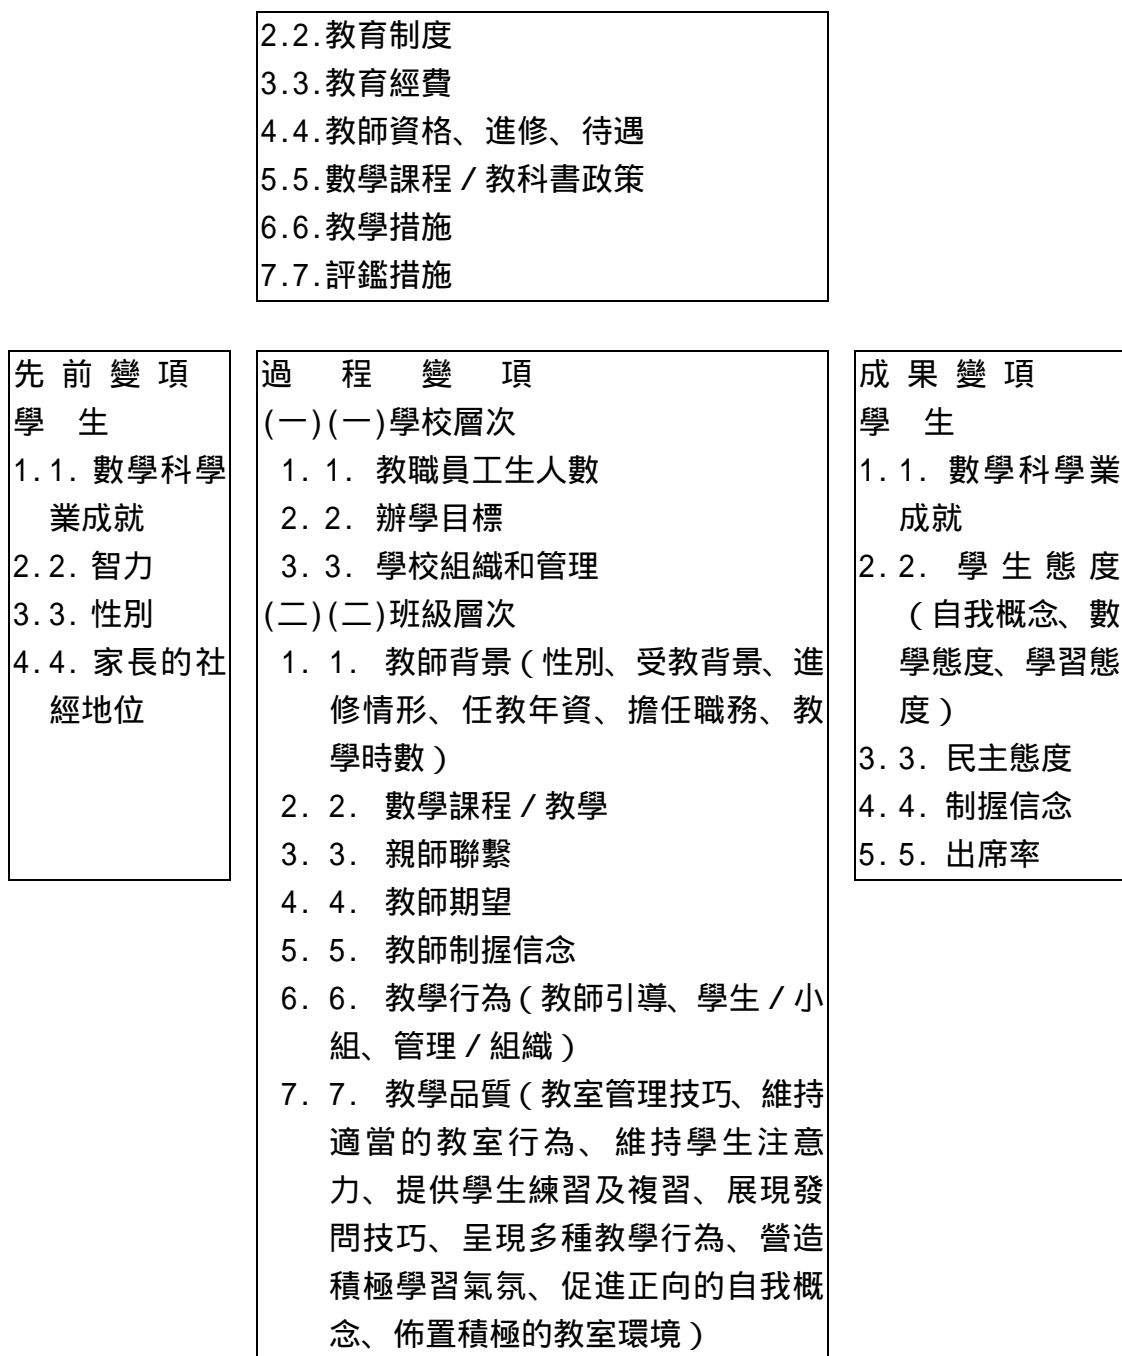 2.2.教育制度
3.3.教育經費
4.4.教師資格、進修、待遇
5.5.數學課程／教科書政策
6.6.教學措施
7.7.評鑑措施
先前變項
學 生
1.1. 數學科學
業成就
2.2. 智力
3.3. 性別
4.4. 家長的社
經地位
過 程 變 項
(一)(一)學校層次
1. 1. 教職員工生人數
2. 2. 辦學目標
3. 3. 學校組織和管理
(二)(二)班級層次
1. 1. 教師背景（性別、受教背景、進
修情形、任教年資、擔任職務、教
學時數）
2. 2. 數學課程／教學
3. 3. 親師聯繫
4. 4. 教師期望
5. 5. 教師制握信念
6. 6. 教學行為（教師引導、學生／小
組、管理／組織）
7. 7. 教學品質（教室管理技巧、維持
適當的教室行為、維持學生注意
力、提供學生練習及複習、展現發
問技巧、呈現多種教學行為、營造
積極學習氣氛、促進正向的自我概
念、佈置積極的教室環境）
成果變項
學 生
1.1. 數學科學業
成就
2.2. 學生態度
（自我概念、數
學態度、學習態
度）
3.3. 民主態度
4.4. 制握信念
5.5. 出席率